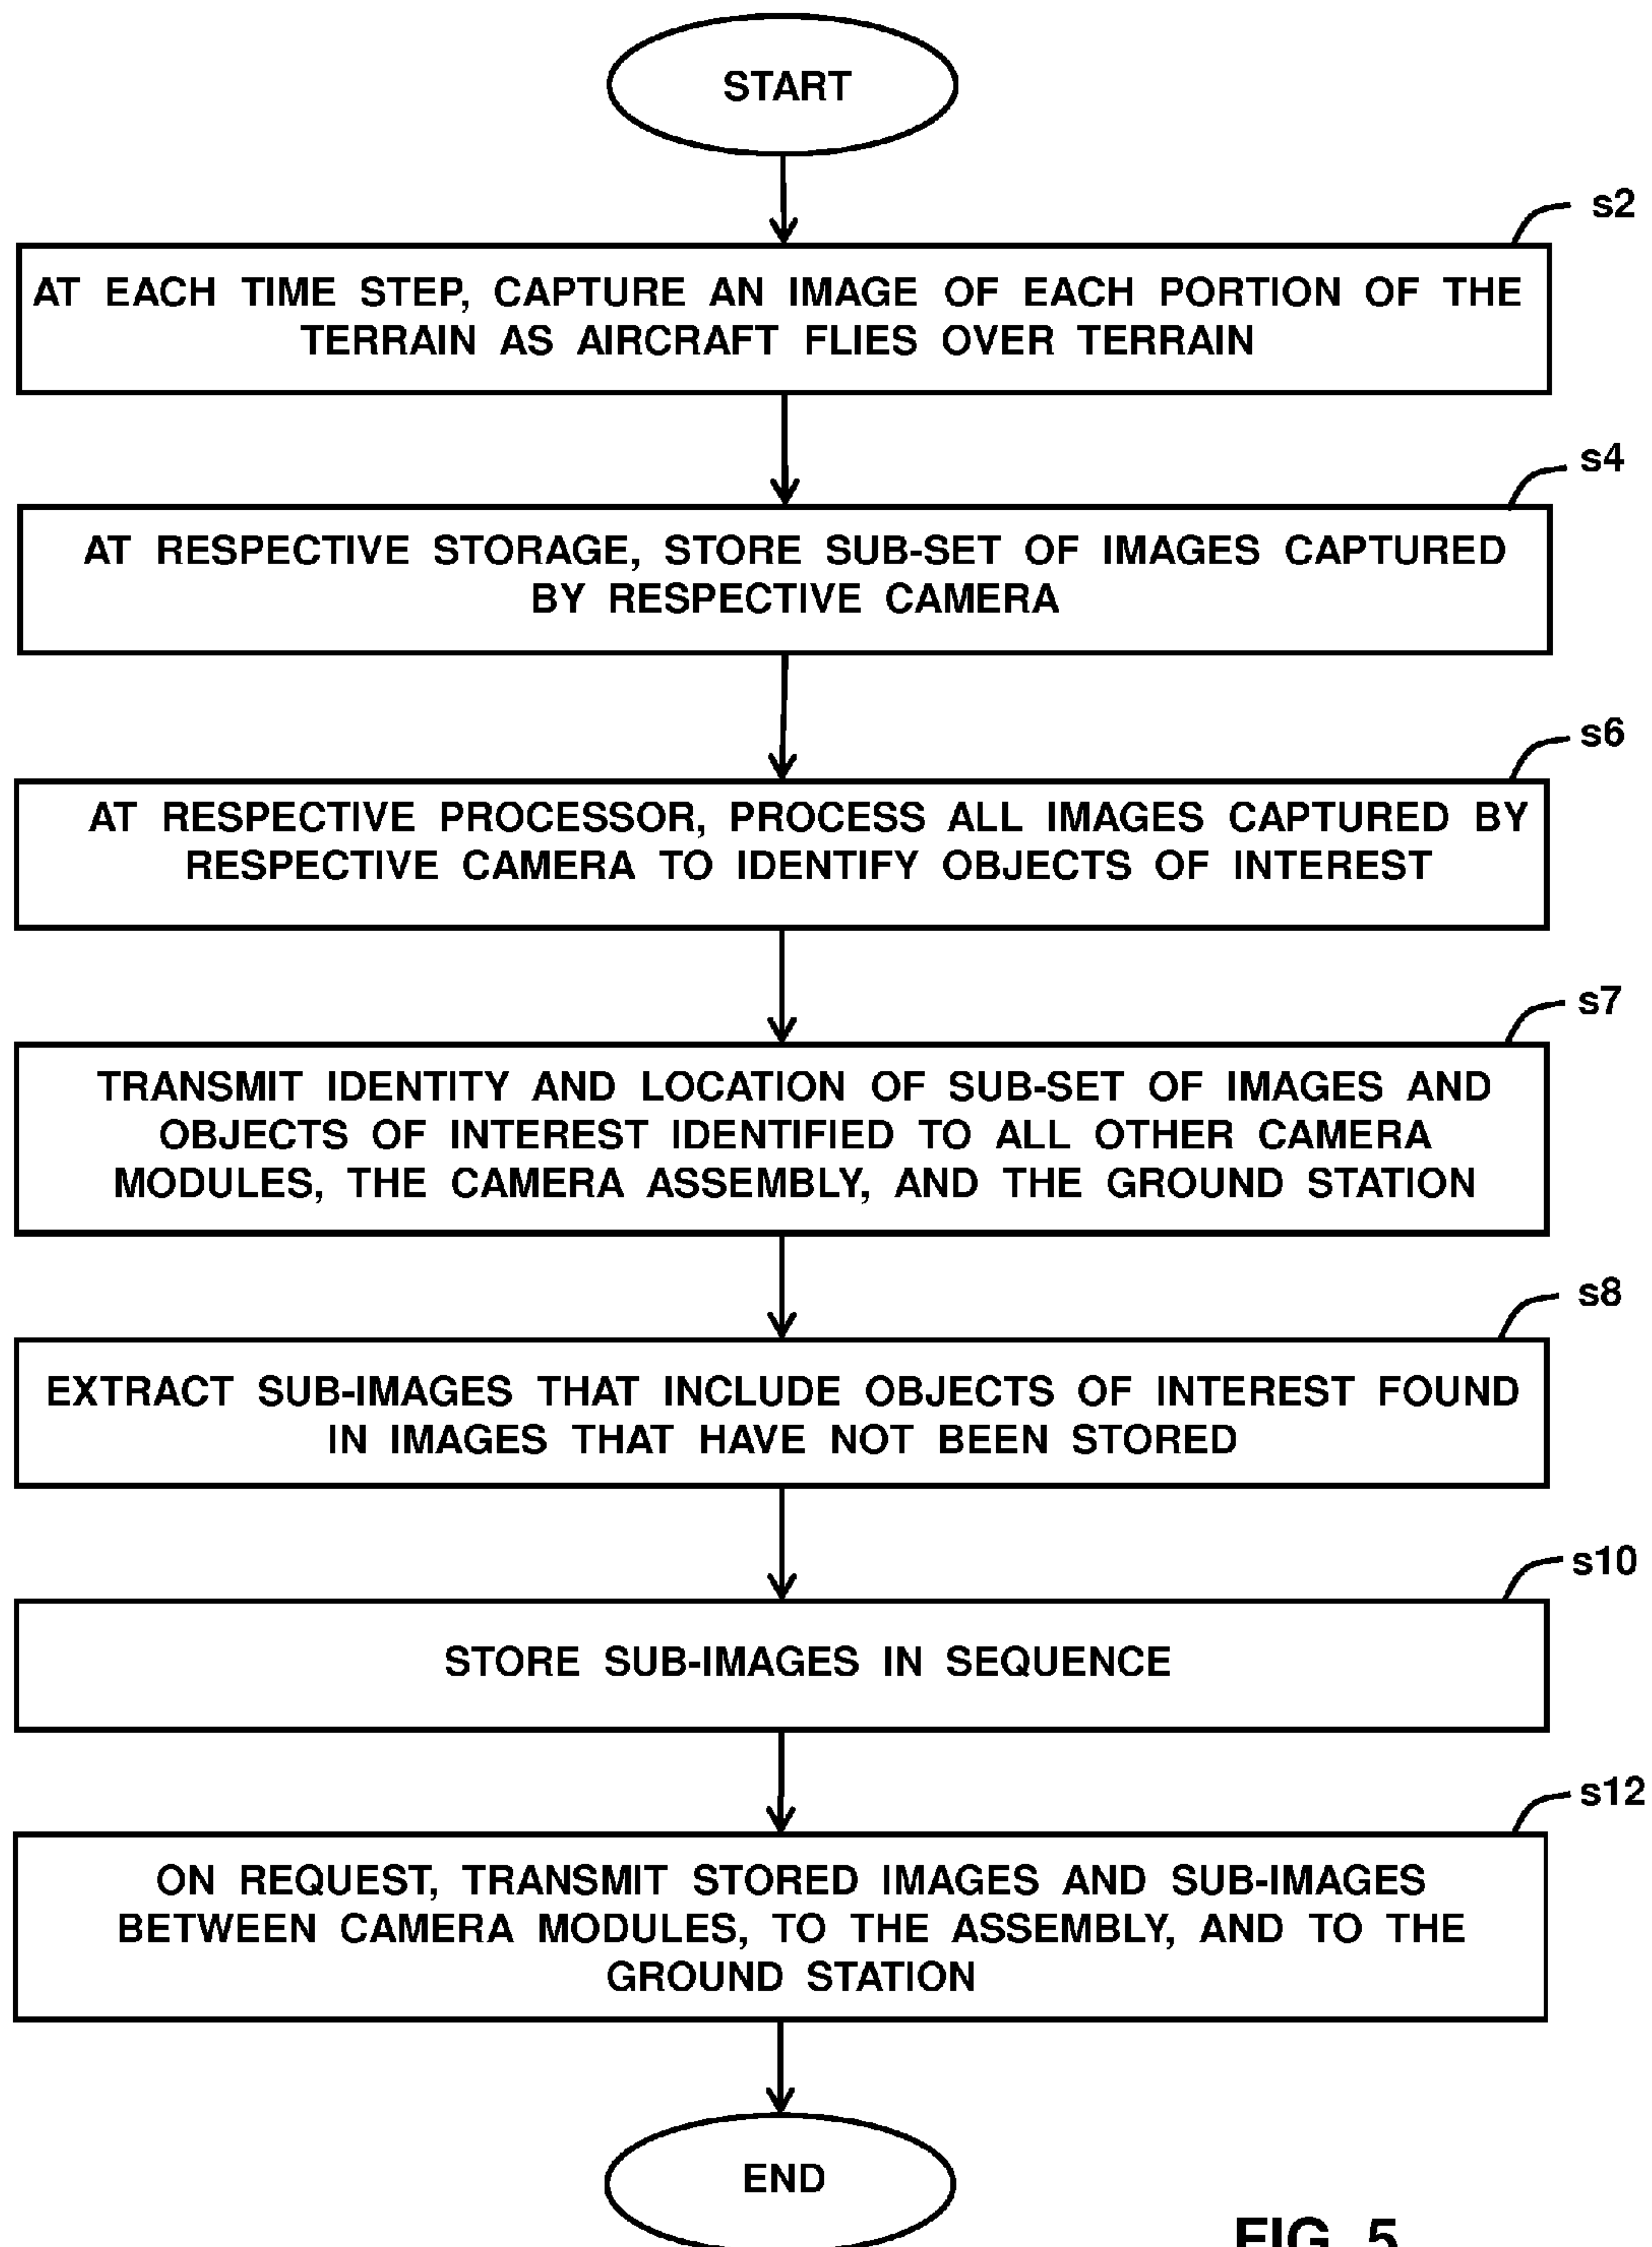 START
s2
AT EACH TIME STEP, CAPTURE AN IMAGE OF EACH PORTION OF THE
TERRAIN AS AIRCRAFT FLIES OVER TERRAIN
s4
AT RESPECTIVE STORAGE, STORE SUB-SET OF IMAGES CAPTURED
BY RESPECTIVE CAMERA
s6
AT RESPECTIVE PROCESSOR, PROCESS ALL IMAGES CAPTURED BY
RESPECTIVE CAMERA TO IDENTIFY OBJECTS OF INTEREST
s7
TRANSMIT IDENTITY AND LOCATION OF SUB-SET OF IMAGES AND
OBJECTS OF INTEREST IDENTIFIED TO ALL OTHER CAMERA
MODULES, THE CAMERA ASSEMBLY, AND THE GROUND STATION
s8
EXTRACT SUB-IMAGES THAT INCLUDE OBJECTS OF INTEREST FOUND
IN IMAGES THAT HAVE NOT BEEN STORED
s10
STORE SUB-IMAGES IN SEQUENCE
s12
ON REQUEST, TRANSMIT STORED IMAGES AND SUB-IMAGES
BETWEEN CAMERA MODULES, TO THE ASSEMBLY, AND TO THE
GROUND STATION
END
FIG. 5